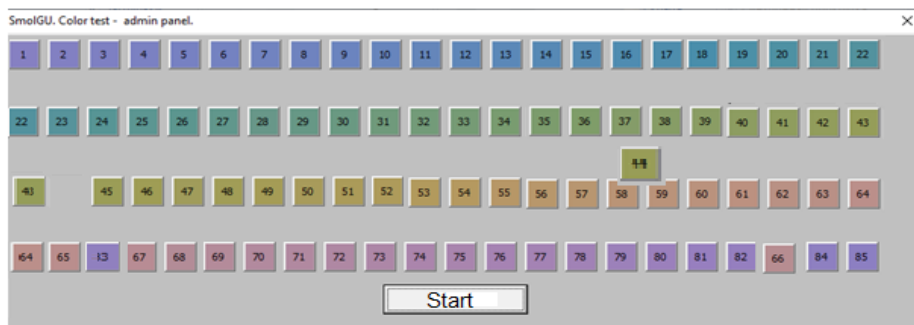 SmolGU. Color test - admin panel.
1 2 3 4 5 6 7 8 9 10 11 12 13 14 15 16 17 18 19 20 21 22
22 23 24 25 26 27 28 29 30 31 32 33 34 35 36 37 38 39 40 41 42 43
44
43 45 46 47 48 49 50 51 52 53 54 55 56 57 58 59 60 61 62 63 64
64 65 83 67 68 69 70 71 72 73 74 75 76 77 78 79 80 81 82 66 84 85
Start